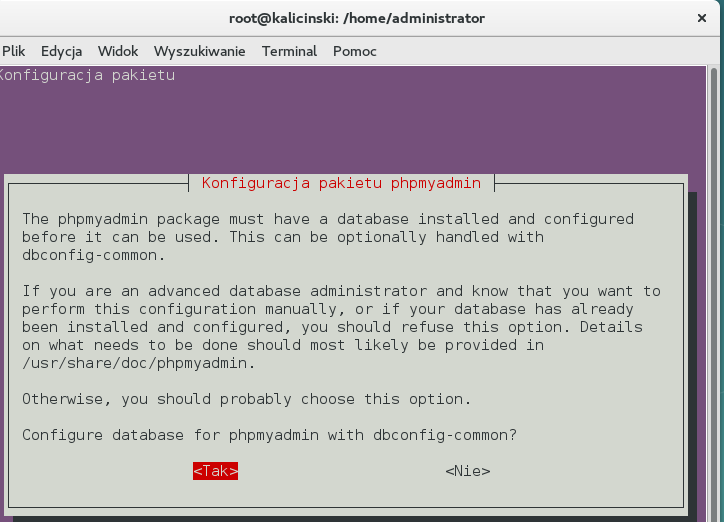 root@kalicinski: /home/administrator
Plik Edycja Widok Wyszukiwanie Terminal Pomoc
Konfiguracja pakietu
Konfiguracja pakietu phpmyadmin
The phpmyadmin package must have a database installed and configured
before it can be used. This can be optionally handled with
dbconfig-common.
If you are an advanced database administrator and know that you want to
perform this configuration manually, or if your database has already
been installed and configured, you should refuse this option. Details
on what needs to be done should most likely be provided in
/usr/share/doc/phpmyadmin.
Otherwise, you should probably choose this option.
Configure database for phpmyadmin with dbconfig-common?
<Tak> <Nie>